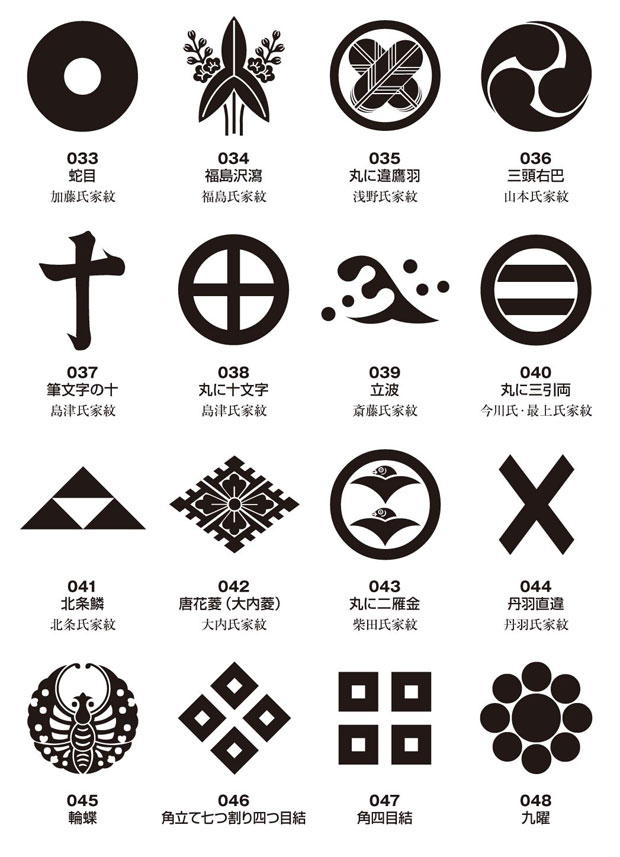 033
蛇目
加藤氏家紋
034
福島沢瀉
福島氏家紋
035
丸に違鷹羽
浅野氏家紋
036
三頭右巴
山本氏家紋
037
筆文字の十
島津氏家紋
038
丸に十文字
島津氏家紋
039
立波
斎藤氏家紋
040
丸に三引両
今川氏・最上氏家紋
041
北条鱗
北条氏家紋
042
唐花菱（大内菱）
大内氏家紋
043
丸に二雁金
柴田氏家紋
044
丹羽直違
丹羽氏家紋
045
輪蝶
046
角立て七つ割り四つ目結
047
角四目結
048
九曜